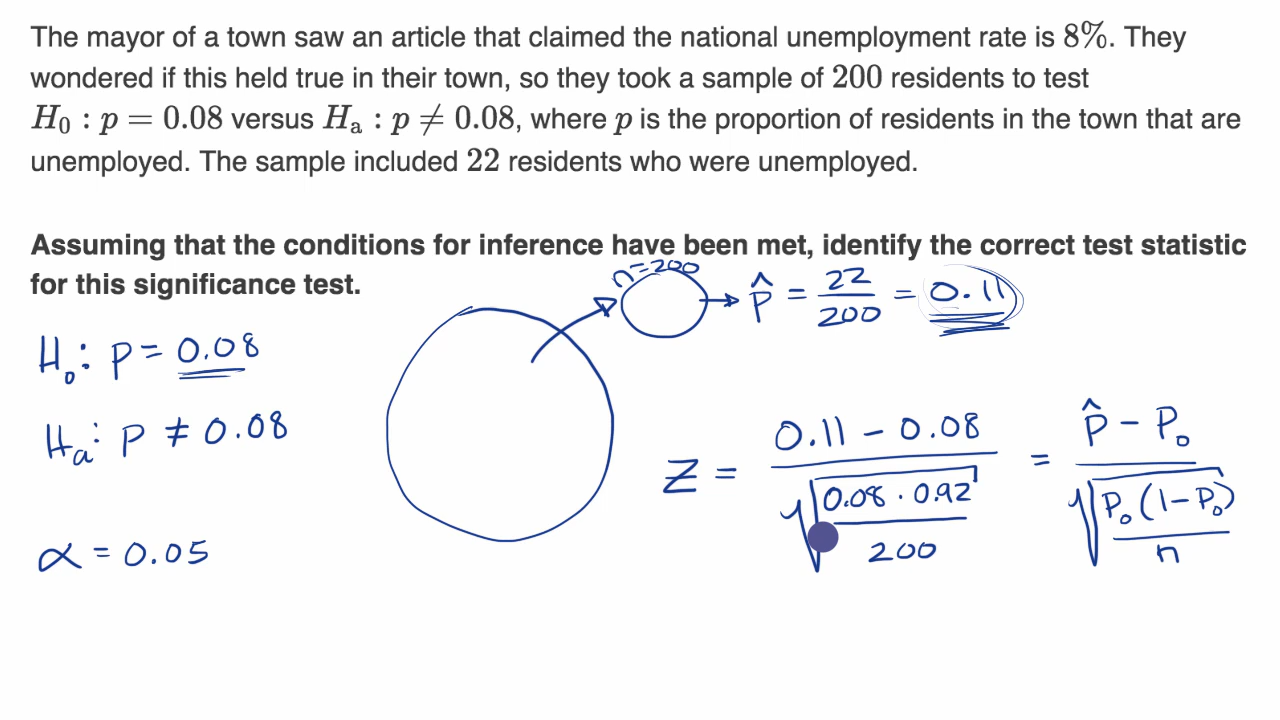 The mayor of a town saw an article that claimed the national unemployment rate is 8%. They
wondered if this held true in their town, so they took a sample of 200 residents to test
H₀ : p = 0.08 versus Hₐ : p ≠ 0.08, where p is the proportion of residents in the town that are
unemployed. The sample included 22 residents who were unemployed.
Assuming that the conditions for inference have been met, identify the correct test statistic
for this significance test.
n=200
p̂ = 22/200 = 0.11
H₀: p = 0.08
Hₐ: p ≠ 0.08
α = 0.05
Z = (0.11 - 0.08)/√(0.08 · 0.92/200) = (p̂ - P₀)/√(P₀(1-P₀)/n)